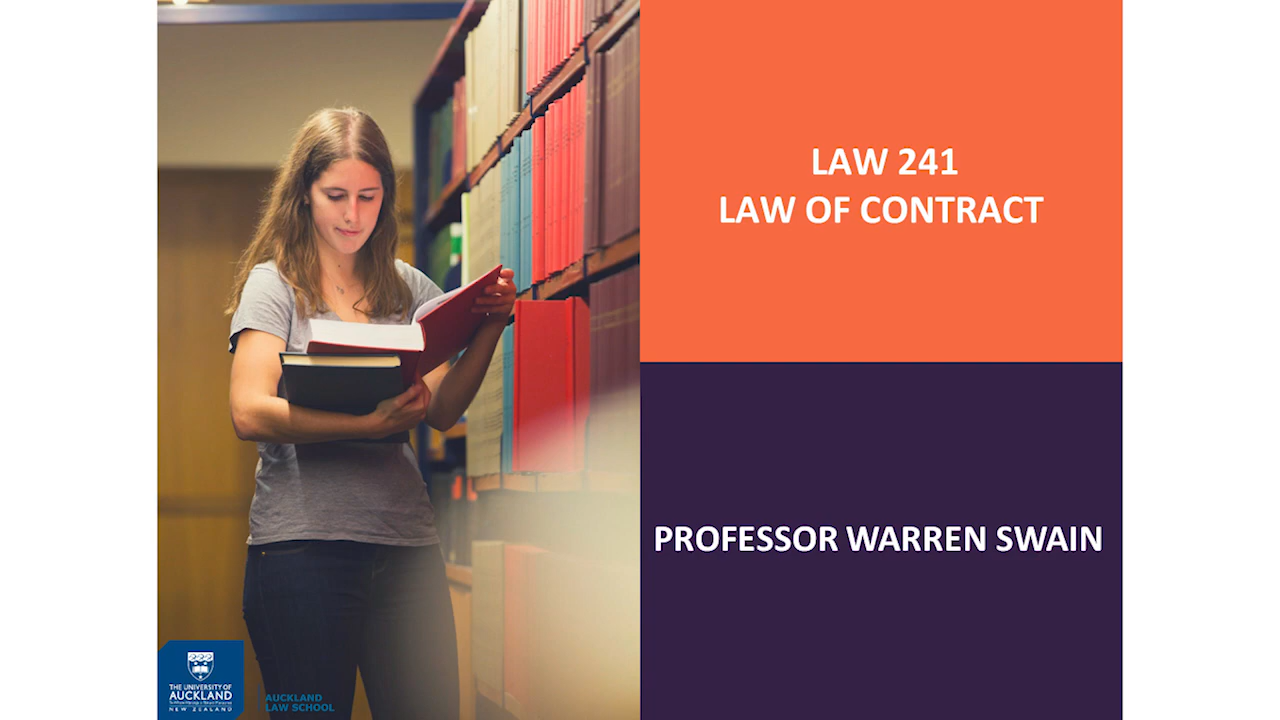 LAW 241
LAW OF CONTRACT
PROFESSOR WARREN SWAIN
THE UNIVERSITY OF
AUCKLAND
NEW ZEALAND
AUCKLAND
LAW SCHOOL